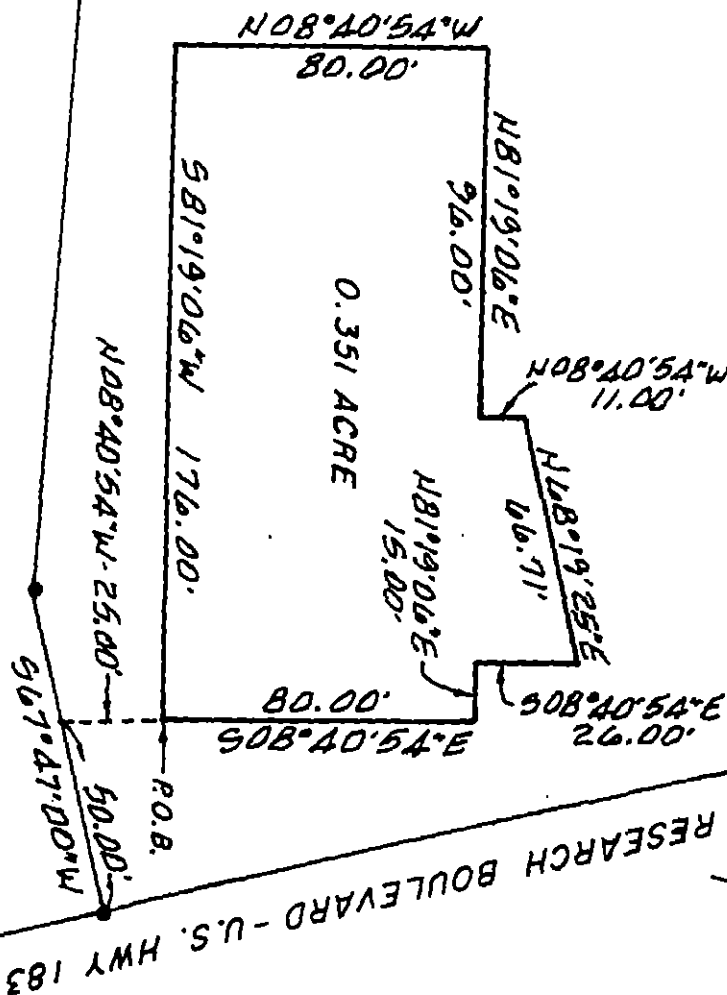 N08°40'54"W
80.00'
N81°19'06"E
96.00'
N08°40'54"W
11.00'
N68°19'25"E
66.71'
S08°40'54"E
26.00'
N81°19'06"E
15.00'
80.00'
S08°40'54"E
S81°19'06"W 176.00'
0.351 ACRE
N08°40'54"W-25.00'
P.O.B.
50.00'
S67°47'00"W
RESEARCH BOULEVARD - U.S. HWY 183